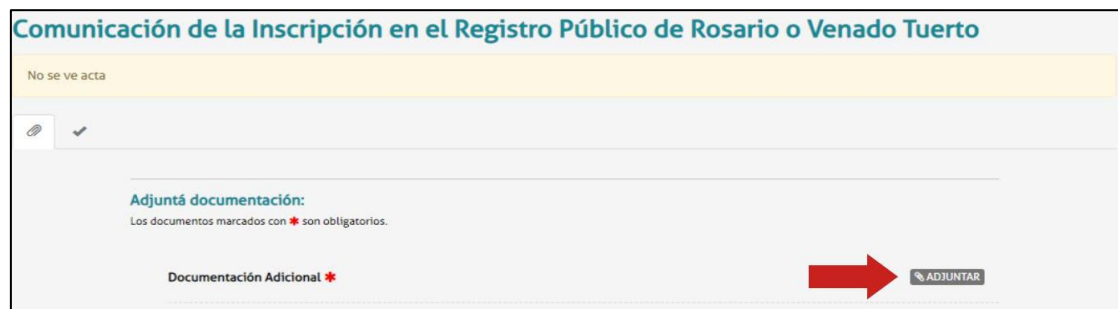 Comunicación de la Inscripción en el Registro Público de Rosario o Venado Tuerto
No se ve acta
Adjuntá documentación:
Los documentos marcados con * son obligatorios.
Documentación Adicional *
ADJUNTAR